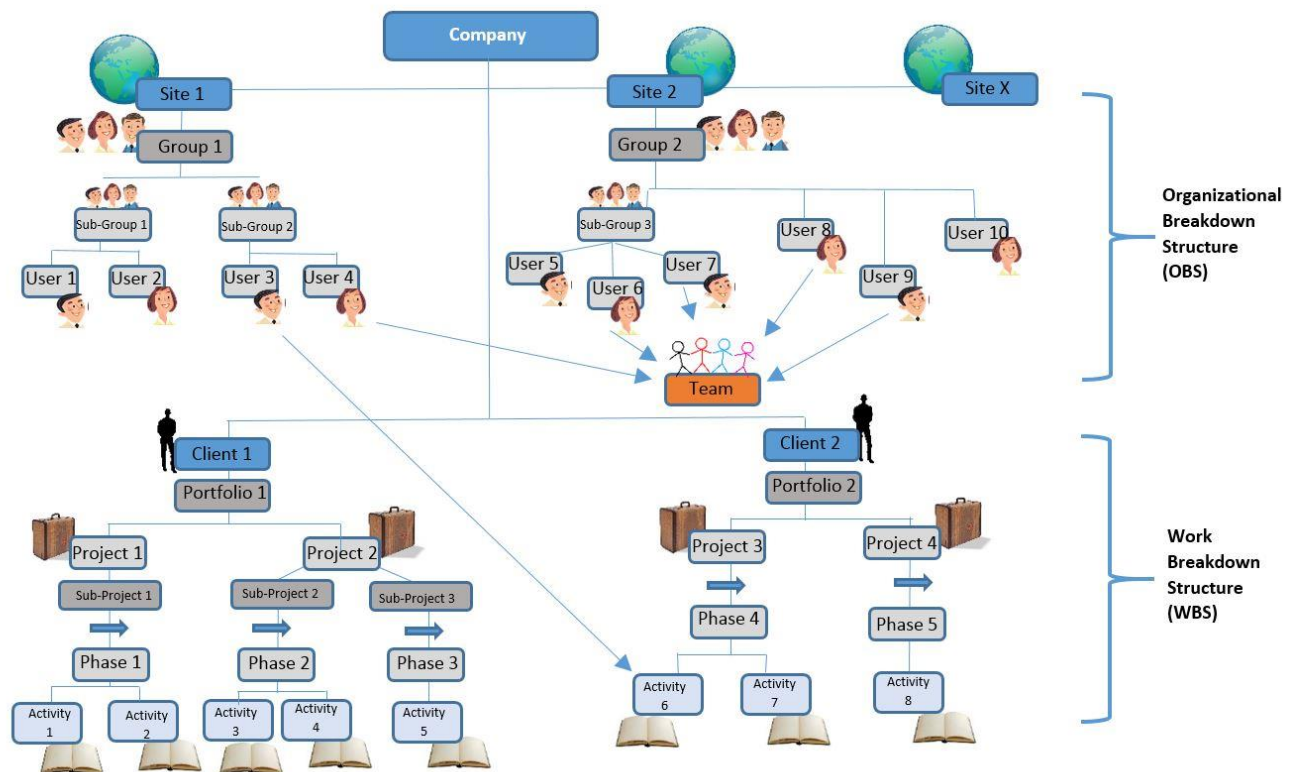 Company
Site 1
Site 2
Site X
Group 1
Group 2
Organizational
Breakdown
Structure
(OBS)
Sub-Group 1
Sub-Group 2
Sub-Group 3
User 8
User 10
User 1
User 2
User 3
User 4
User 5
User 6
User 7
User 9
Team
Client 1
Client 2
Portfolio 1
Portfolio 2
Project 1
Project 2
Project 3
Project 4
Work
Breakdown
Structure
(WBS)
Sub-Project 1
Sub-Project 2
Sub-Project 3
Phase 4
Phase 5
Phase 1
Phase 2
Phase 3
Activity
1
Activity
2
Activity
3
Activity
4
Activity
5
Activity
6
Activity
7
Activity
8